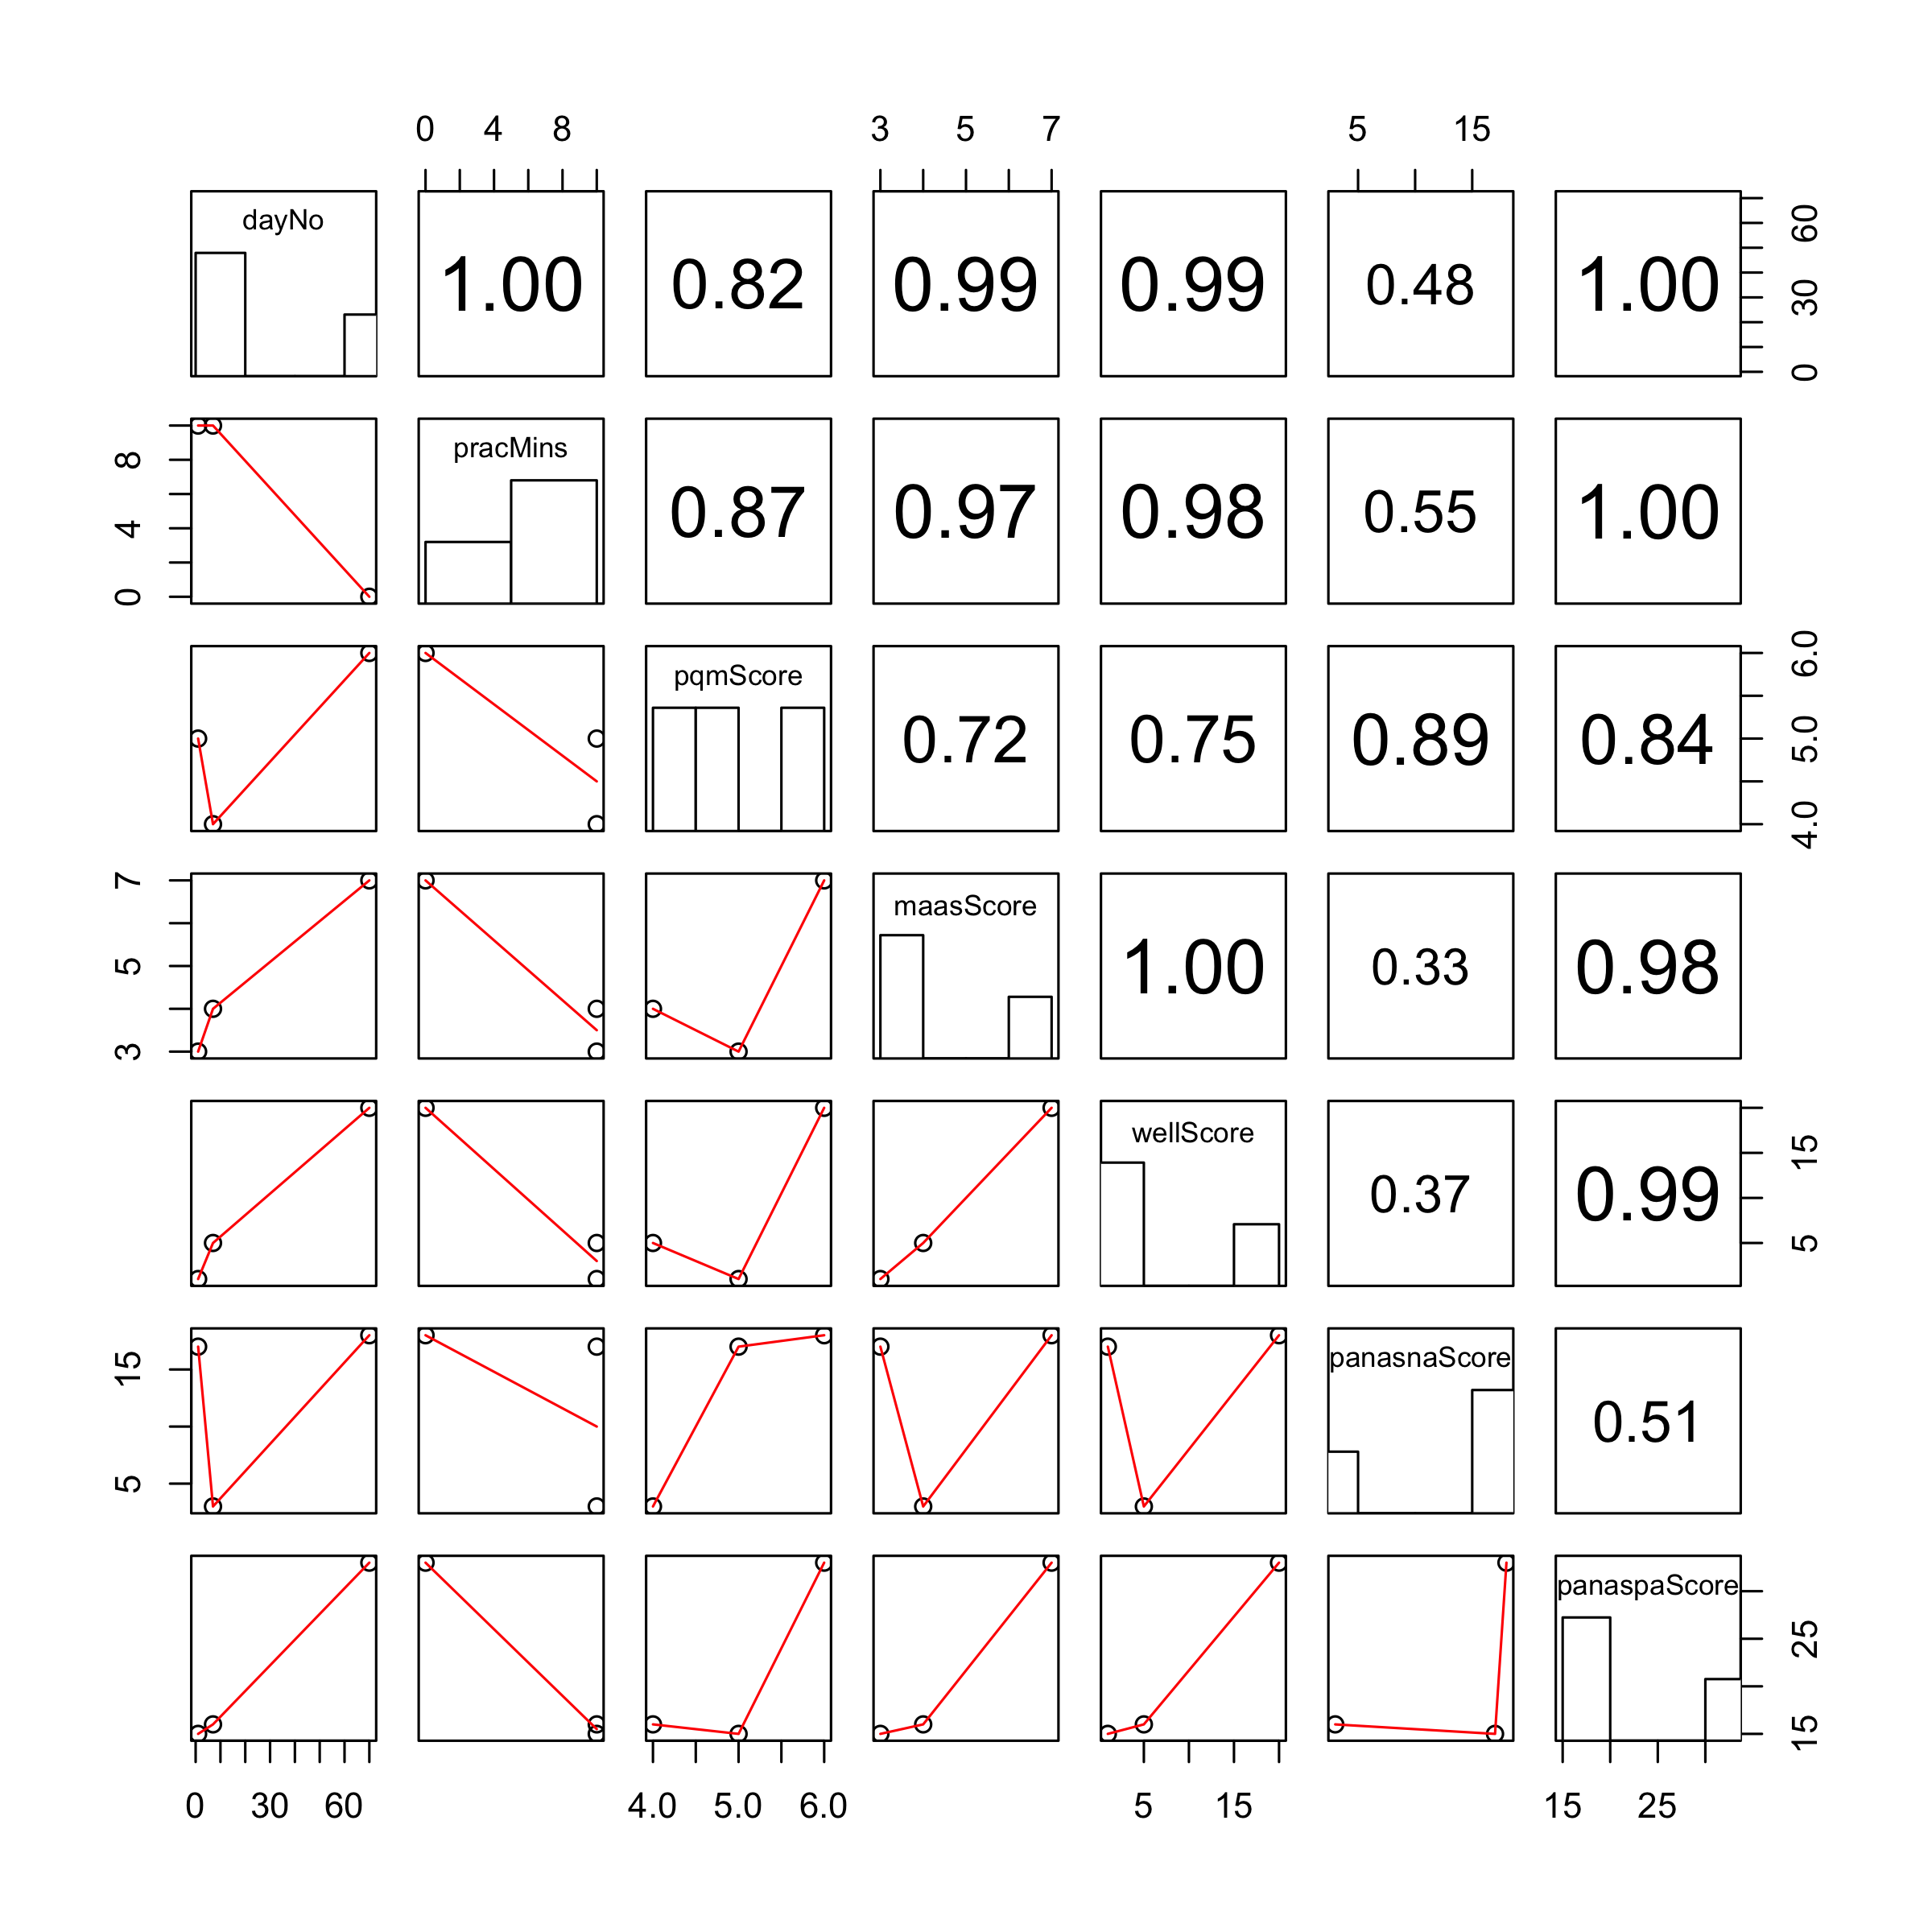 0 4 8 3 5 7 5 15
dayNo 1.00 0.82 0.99 0.99 0.48 1.00 0 30 60
0 4 8 pracMins 0.87 0.97 0.98 0.55 1.00
pqmScore 0.72 0.75 0.89 0.84 4.0 5.0 6.0
3 5 7 maasScore 1.00 0.33 0.98
wellScore 0.37 0.99 5 15
5 15 panasnaScore 0.51
panaspaScore 15 25
0 30 60 4.0 5.0 6.0 5 15 15 25